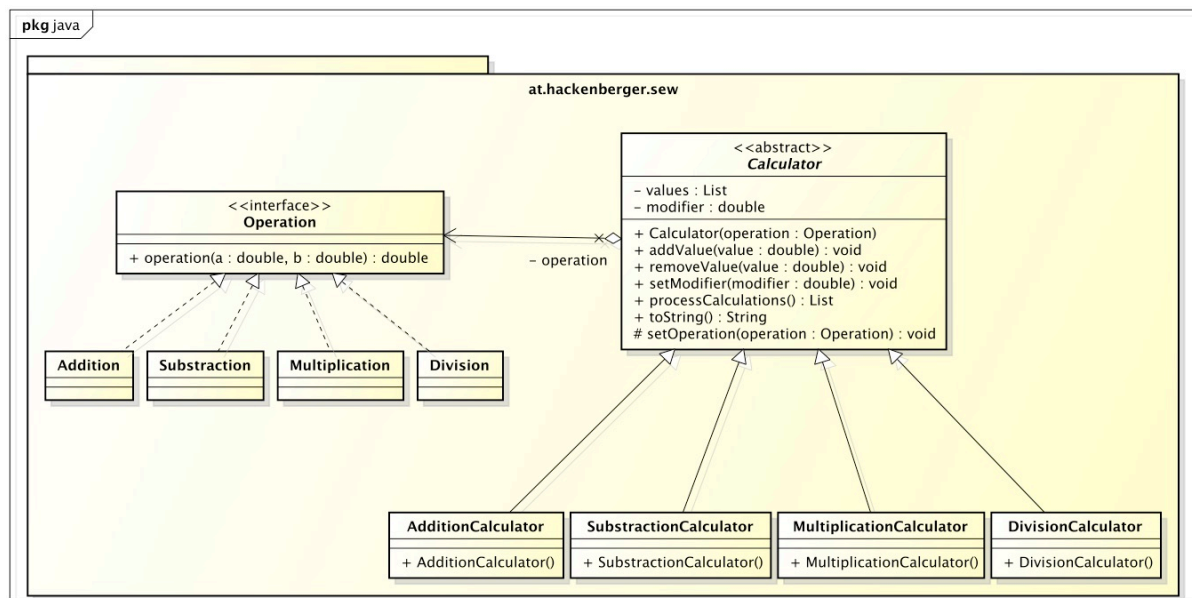 pkg java
at.hackenberger.sew
<<interface>>
Operation
+ operation(a : double, b : double) : double
<<abstract>>
Calculator
– values : List
– modifier : double
+ Calculator(operation : Operation)
+ addValue(value : double) : void
+ removeValue(value : double) : void
+ setModifier(modifier : double) : void
+ processCalculations() : List
+ toString() : String
# setOperation(operation : Operation) : void
– operation
Addition
Substraction
Multiplication
Division
AdditionCalculator
+ AdditionCalculator()
SubstractionCalculator
+ SubstractionCalculator()
MultiplicationCalculator
+ MultiplicationCalculator()
DivisionCalculator
+ DivisionCalculator()